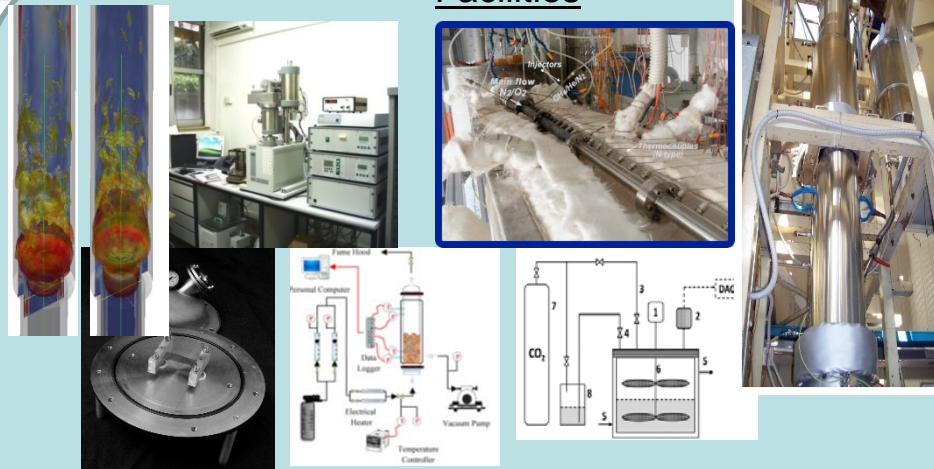 Facilities
Injectors
Main flow
N2/O2
Thermocouples
(N type)
Fume Hood
Personal Computer
Data
Logger
Electrical
Heater
Vacuum Pump
Temperature
Controller
P
P
P
P
P
DAQ
1
2
3
4
5
5
6
7
8
CO₂